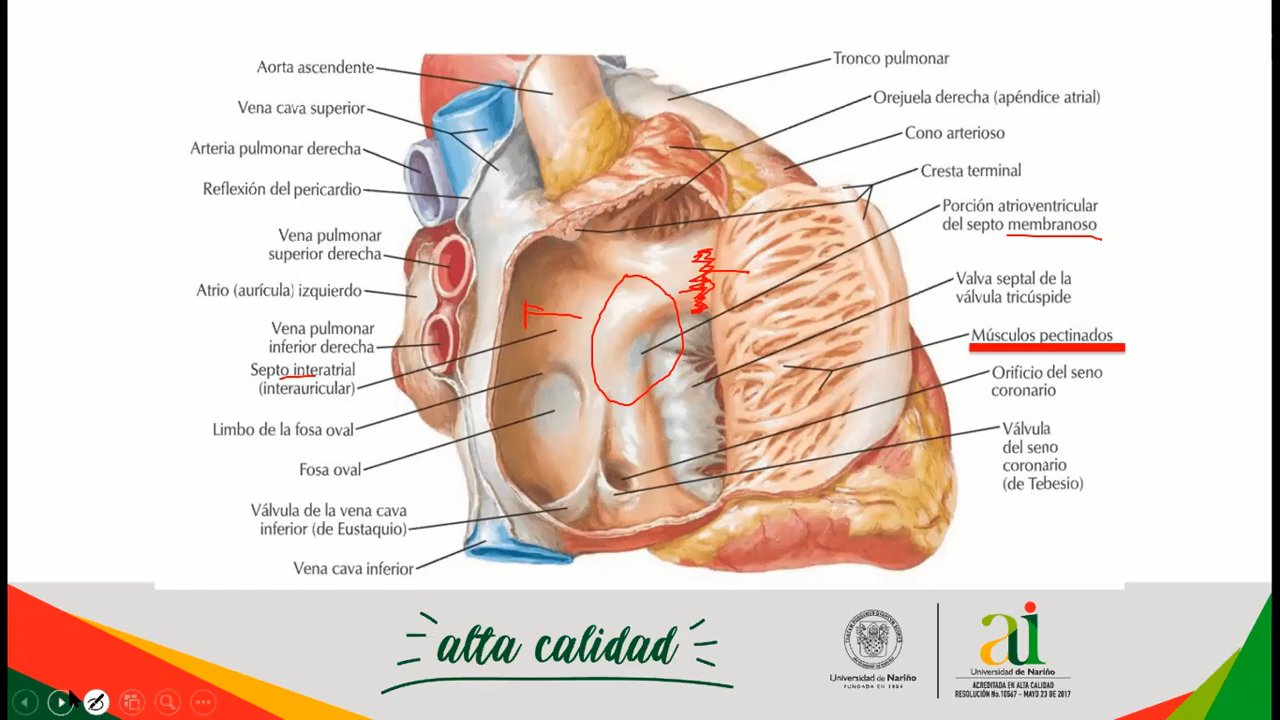 Aorta ascendente
Vena cava superior
Arteria pulmonar derecha
Reflexión del pericardio
Vena pulmonar
superior derecha
Atrio (aurícula) izquierdo
Vena pulmonar
inferior derecha
Septo interatrial
(interauricular)
Limbo de la fosa oval
Fosa oval
Válvula de la vena cava
inferior (de Eustaquio)
Vena cava inferior
Tronco pulmonar
Orejuela derecha (apéndice atrial)
Cono arterioso
Cresta terminal
Porción atrioventricular
del septo membranoso
Valva septal de la
válvula tricúspide
Músculos pectinados
Orificio del seno
coronario
Válvula
del seno
coronario
(de Tebesio)
alta calidad
Universidad de Nariño
FUNDADA EN 1904
ai
Universidad de Nariño
ACREDITADA EN ALTA CALIDAD
RESOLUCIÓN No.10567 - MAYO 23 DE 2017